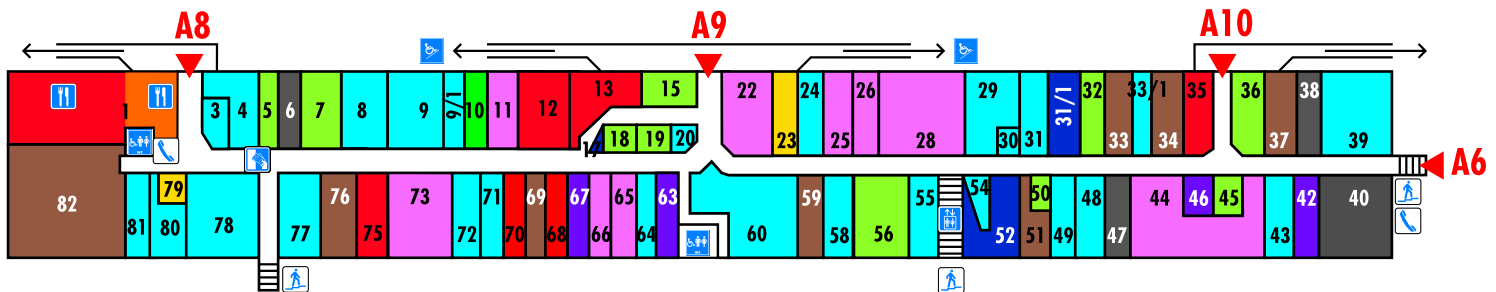 A8 A9 A10
1 3 4 5 6 7 8 9 9/1 10 11 12 13 15 22 23 24 25 26 28 29 30 31 31/1 32 33 33/1 34 35 36 37 38 39
17 18 19 20
A6
82 81 79 80 78 77 76 75 73 72 71 70 69 68 67 66 65 64 63 60 59 58 56 55 54 52 50 51 49 48 47 44 46 45 43 42 40
WC
WC